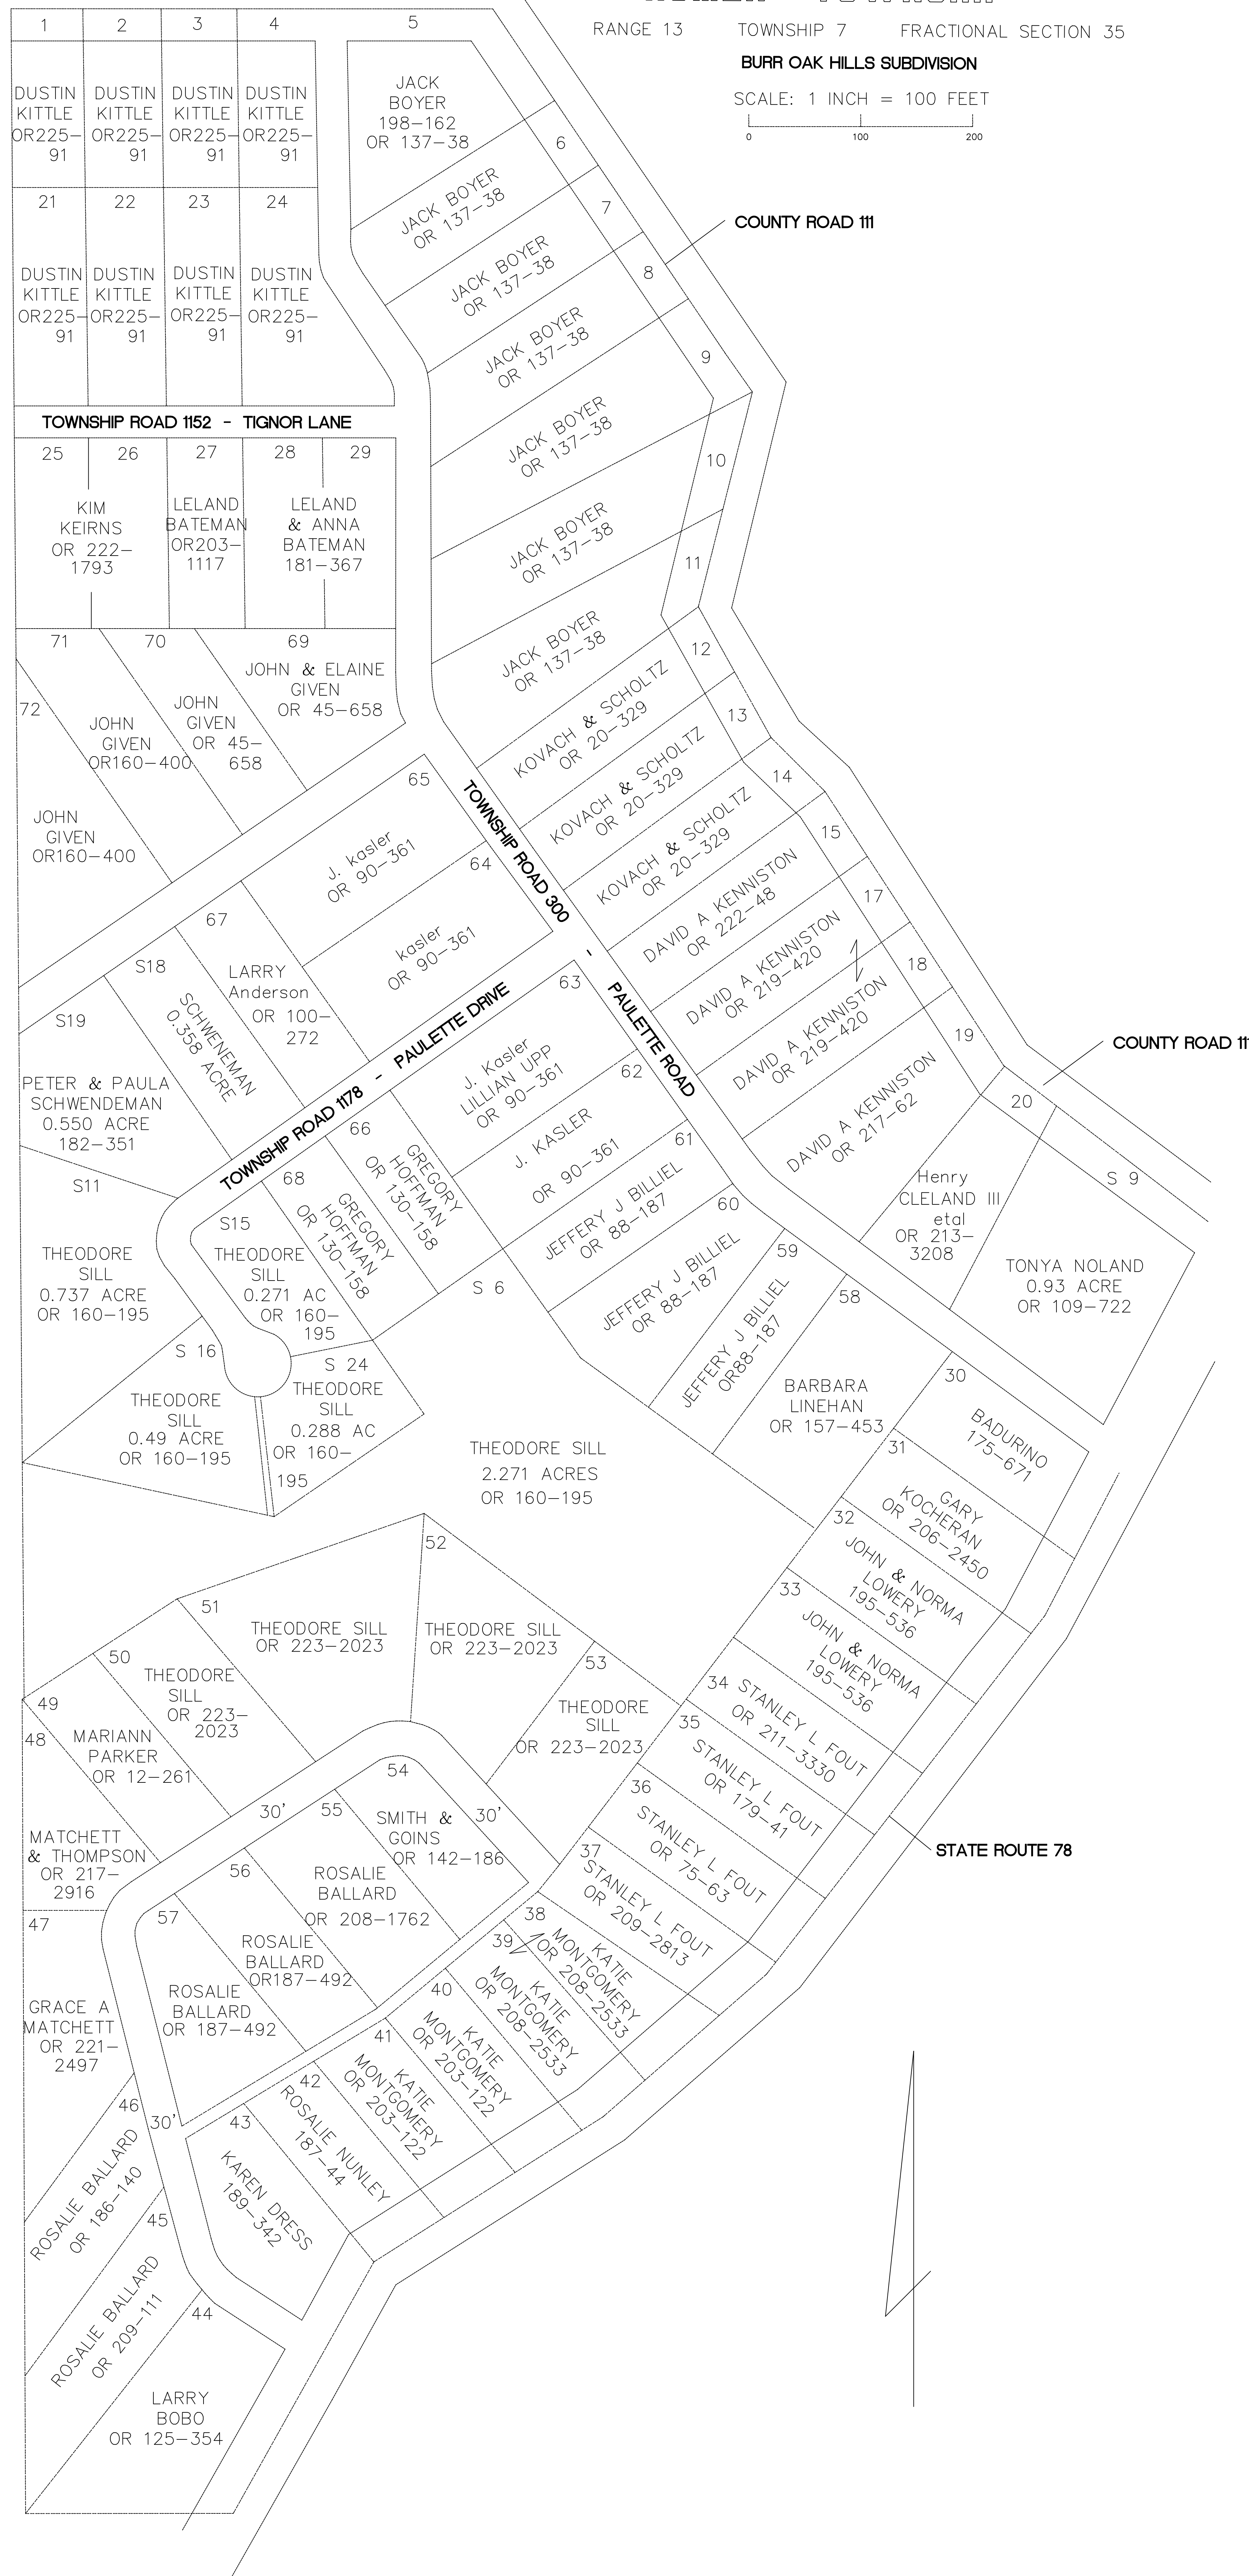 RANGE 13 TOWNSHIP 7 FRACTIONAL SECTION 35
BURR OAK HILLS SUBDIVISION
SCALE: 1 INCH = 100 FEET
0 100 200
1 2 3 4 5
DUSTIN
KITTLE
OR225-
91
DUSTIN
KITTLE
OR225-
91
DUSTIN
KITTLE
OR225-
91
DUSTIN
KITTLE
OR225-
91
JACK
BOYER
198-162
OR 137-38
6
JACK BOYER
OR 137-38
7
JACK BOYER
OR 137-38
8
JACK BOYER
OR 137-38
COUNTY ROAD 111
21 22 23 24
DUSTIN
KITTLE
OR225-
91
DUSTIN
KITTLE
OR225-
91
DUSTIN
KITTLE
OR225-
91
DUSTIN
KITTLE
OR225-
91
9
JACK BOYER
OR 137-38
TOWNSHIP ROAD 1152 - TIGNOR LANE
25 26 27 28 29
KIM
KEIRNS
OR 222-
1793
LELAND
BATEMAN
OR203-
1117
LELAND
& ANNA
BATEMAN
181-367
10
JACK BOYER
OR 137-38
11
JACK BOYER
OR 137-38
71 70 69
JOHN & ELAINE
GIVEN
OR 45-658
JOHN
GIVEN
OR 45-
658
JOHN
GIVEN
OR160-400
72
JOHN
GIVEN
OR160-400
12
KOVACH & SCHOLTZ
OR 20-329
13
KOVACH & SCHOLTZ
OR 20-329
14
KOVACH & SCHOLTZ
OR 20-329
15
DAVID A KENNISTON
OR 222-48
17
DAVID A KENNISTON
OR 219-420
18
DAVID A KENNISTON
OR 219-420
19
DAVID A KENNISTON
OR 217-62
TOWNSHIP ROAD 300 - PAULETTE ROAD
65
J. kasler
OR 90-361
64
kasler
OR 90-361
67
LARRY
Anderson
OR 100-
272
S18
SCHWENEMAN
0.358 ACRE
S19
PETER & PAULA
SCHWENDEMAN
0.550 ACRE
182-351
TOWNSHIP ROAD 1178 - PAULETTE DRIVE
63
J. Kasler
LILLIAN UPP
OR 90-361
62
J. KASLER
OR 90-361
61
JEFFERY J BILLIEL
OR 88-187
60
JEFFERY J BILLIEL
OR 88-187
59
JEFFERY J BILLIEL
OR88-187
58
BARBARA
LINEHAN
OR 157-453
COUNTY ROAD 11
20
Henry
CLELAND III
etal
OR 213-
3208
S 9
TONYA NOLAND
0.93 ACRE
OR 109-722
66
GREGORY
HOFFMAN
OR 130-158
68
GREGORY
HOFFMAN
OR 130-158
S11
THEODORE
SILL
0.737 ACRE
OR 160-195
S15
THEODORE
SILL
0.271 AC
OR 160-
195
S 6
S 16
THEODORE
SILL
0.49 ACRE
OR 160-195
S 24
THEODORE
SILL
0.288 AC
OR 160-
195
THEODORE SILL
2.271 ACRES
OR 160-195
30
BADURINO
175-671
31
GARY
KOCHERAN
OR 206-2450
32
JOHN & NORMA
LOWERY
195-536
33
JOHN & NORMA
LOWERY
195-536
34
STANLEY L FOUT
OR 211-3330
35
STANLEY L FOUT
OR 179-41
36
STANLEY L FOUT
OR 75-63
37
STANLEY L FOUT
OR 209-2813
STATE ROUTE 78
52
THEODORE SILL
OR 223-2023
51
THEODORE SILL
OR 223-2023
53
THEODORE
SILL
OR 223-2023
50
THEODORE
SILL
OR 223-
2023
49
MARIANN
PARKER
OR 12-261
48
MATCHETT
& THOMPSON
OR 217-
2916
30' 30'
54
SMITH &
GOINS
OR 142-186
55
ROSALIE
BALLARD
OR 208-1762
56
ROSALIE
BALLARD
OR187-492
57
ROSALIE
BALLARD
OR 187-492
47
GRACE A
MATCHETT
OR 221-
2497
38
KATIE
MONTGOMERY
OR 208-2533
39
KATIE
MONTGOMERY
OR 208-2533
40
KATIE
MONTGOMERY
OR 203-122
41
KATIE
MONTGOMERY
OR 203-122
42
ROSALIE NUNLEY
187-44
43
KAREN DRESS
189-342
46
30'
ROSALIE BALLARD
OR 186-140
45
ROSALIE BALLARD
OR 209-111
44
LARRY
BOBO
OR 125-354